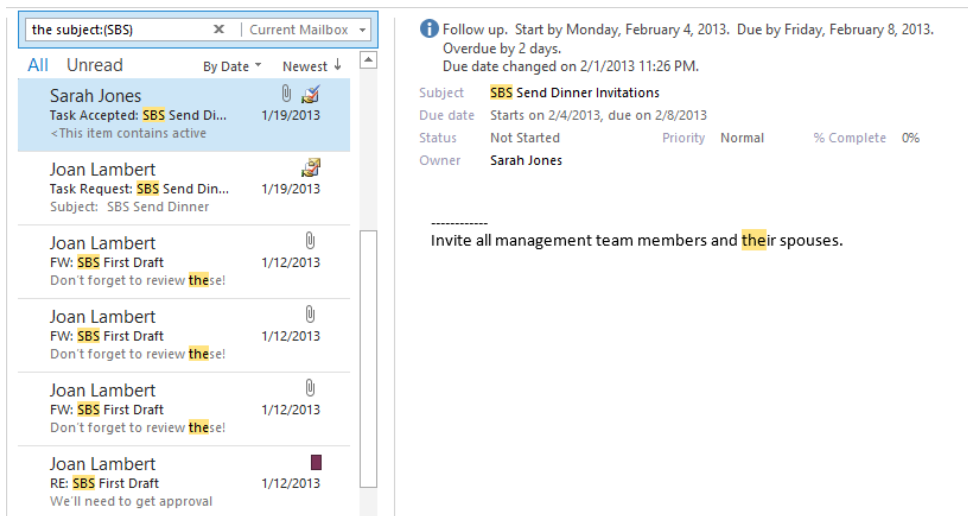 the subject:(SBS) × Current Mailbox
All Unread By Date Newest ↓
Sarah Jones
Task Accepted: SBS Send Di... 1/19/2013
<This item contains active
Joan Lambert
Task Request: SBS Send Din... 1/19/2013
Subject: SBS Send Dinner
Joan Lambert
FW: SBS First Draft 1/12/2013
Don't forget to review these!
Joan Lambert
FW: SBS First Draft 1/12/2013
Don't forget to review these!
Joan Lambert
FW: SBS First Draft 1/12/2013
Don't forget to review these!
Joan Lambert
RE: SBS First Draft 1/12/2013
We'll need to get approval
Follow up. Start by Monday, February 4, 2013. Due by Friday, February 8, 2013.
Overdue by 2 days.
Due date changed on 2/1/2013 11:26 PM.
Subject SBS Send Dinner Invitations
Due date Starts on 2/4/2013, due on 2/8/2013
Status Not Started Priority Normal % Complete 0%
Owner Sarah Jones
------------
Invite all management team members and their spouses.